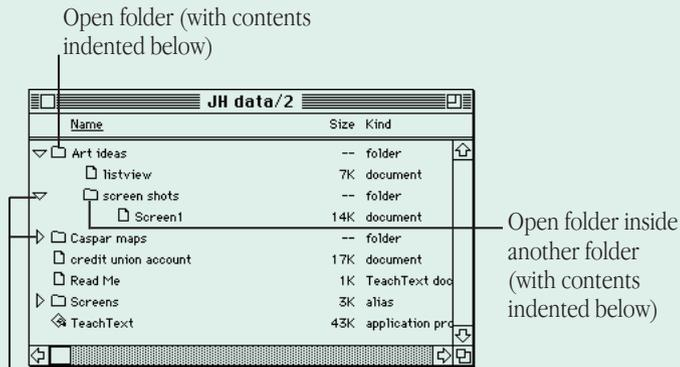 Open folder (with contents
indented below)
JH data/2
Name Size Kind
Art ideas -- folder
listview 7K document
screen shots -- folder
Screen1 14K document
Caspar maps -- folder
credit union account 17K document
Read Me 1K TeachText doc
Screens 3K alias
TeachText 43K application pro
Open folder inside
another folder
(with contents
indented below)